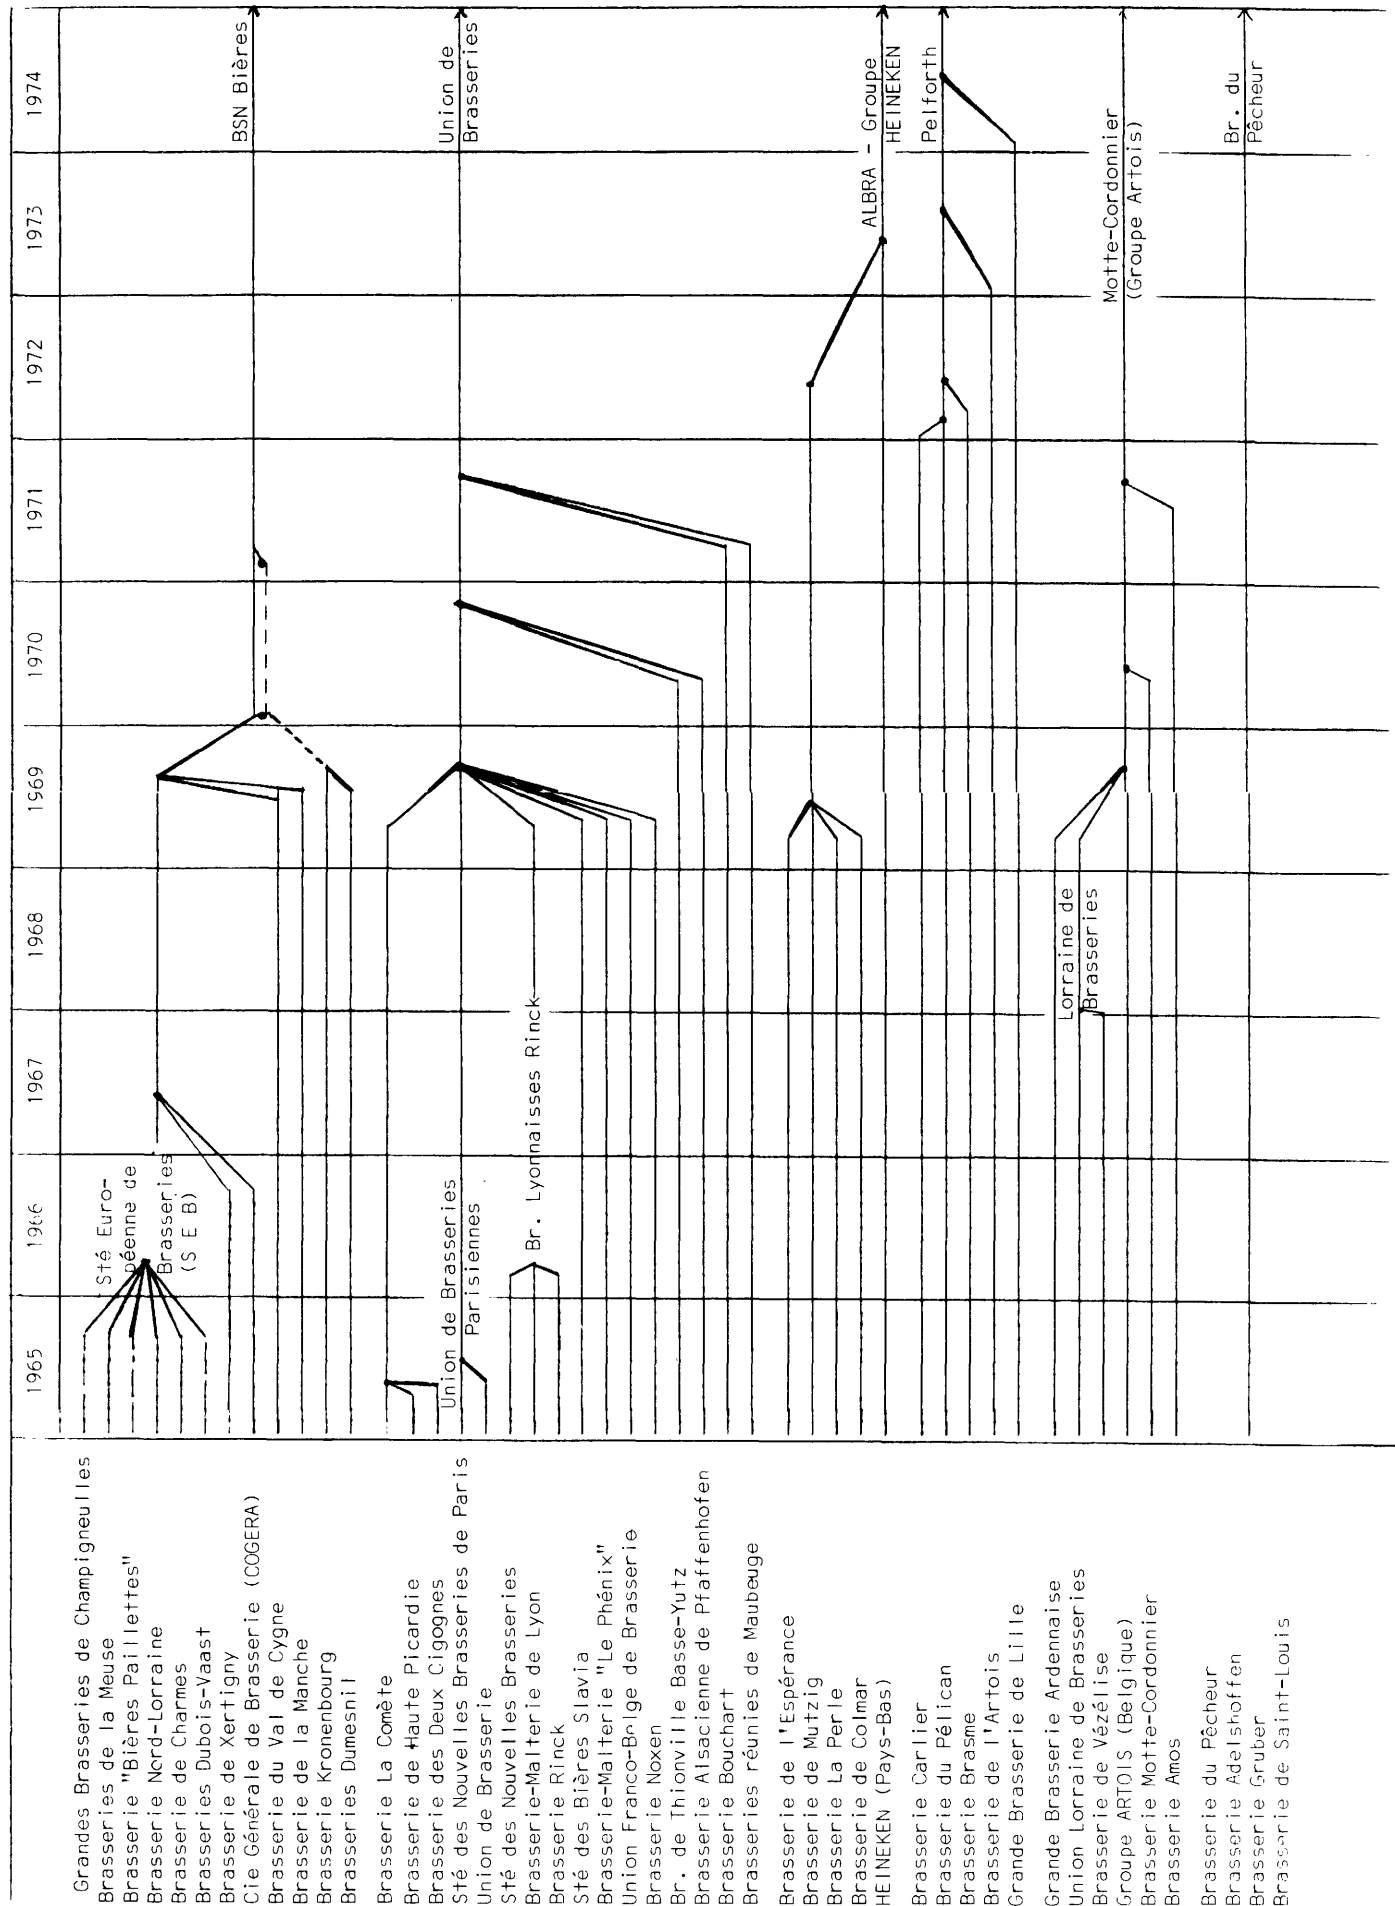 1965
1966
1967
1968
1969
1970
1971
1972
1973
1974
Grandes Brasseries de Champigneulles
Brasseries de la Meuse
Brasserie "Bières Paillettes"
Brasserie Nord-Lorraine
Brasserie de Charmes
Brasseries Dubois-Vaast
Brasserie de Xertigny
Cie Générale de Brasserie (COGERA)
Brasserie du Val de Cygne
Brasserie de la Manche
Brasserie Kronenbourg
Brasseries Dumesnil
Brasserie La Comète
Brasserie de Haute Picardie
Brasserie des Deux Cigognes
Sté des Nouvelles Brasseries de Paris
Union de Brasserie
Sté des Nouvelles Brasseries
Brasserie-Malterie de Lyon
Brasserie Rinck
Sté des Bières Slavia
Brasserie-Malterie "Le Phénix"
Union Franco-Belge de Brasserie
Brasserie Noxen
Br. de Thionville Basse-Yutz
Brasserie Alsacienne de Pfaffenhofen
Brasserie Bouchart
Brasseries réunies de Maubeuge
Brasserie de l'Espérance
Brasserie de Mutzig
Brasserie La Perle
Brasserie de Colmar
HEINEKEN (Pays-Bas)
Brasserie Carlier
Brasserie du Pélican
Brasserie Brasme
Brasserie de l'Artois
Grande Brasserie de Lille
Grande Brasserie Ardennaise
Union Lorraine de Brasseries
Brasserie de Vézélise
Groupe ARTOIS (Belgique)
Brasserie Motte-Cordonnier
Brasserie Amos
Brasserie du Pêcheur
Brasserie Adelshoffen
Brasserie Gruber
Brasserie de Saint-Louis
Sté Euro-
péenne de
Brasseries
(S E B)
BSN Bières
Union de Brasseries
Parisiennes
Union de
Brasseries
Br. Lyonnaisses Rinck
ALBRA - Groupe
HEINEKEN
Pelforth
Lorraine de
Brasseries
Motte-Cordonnier
(Groupe Artois)
Br. du
Pêcheur